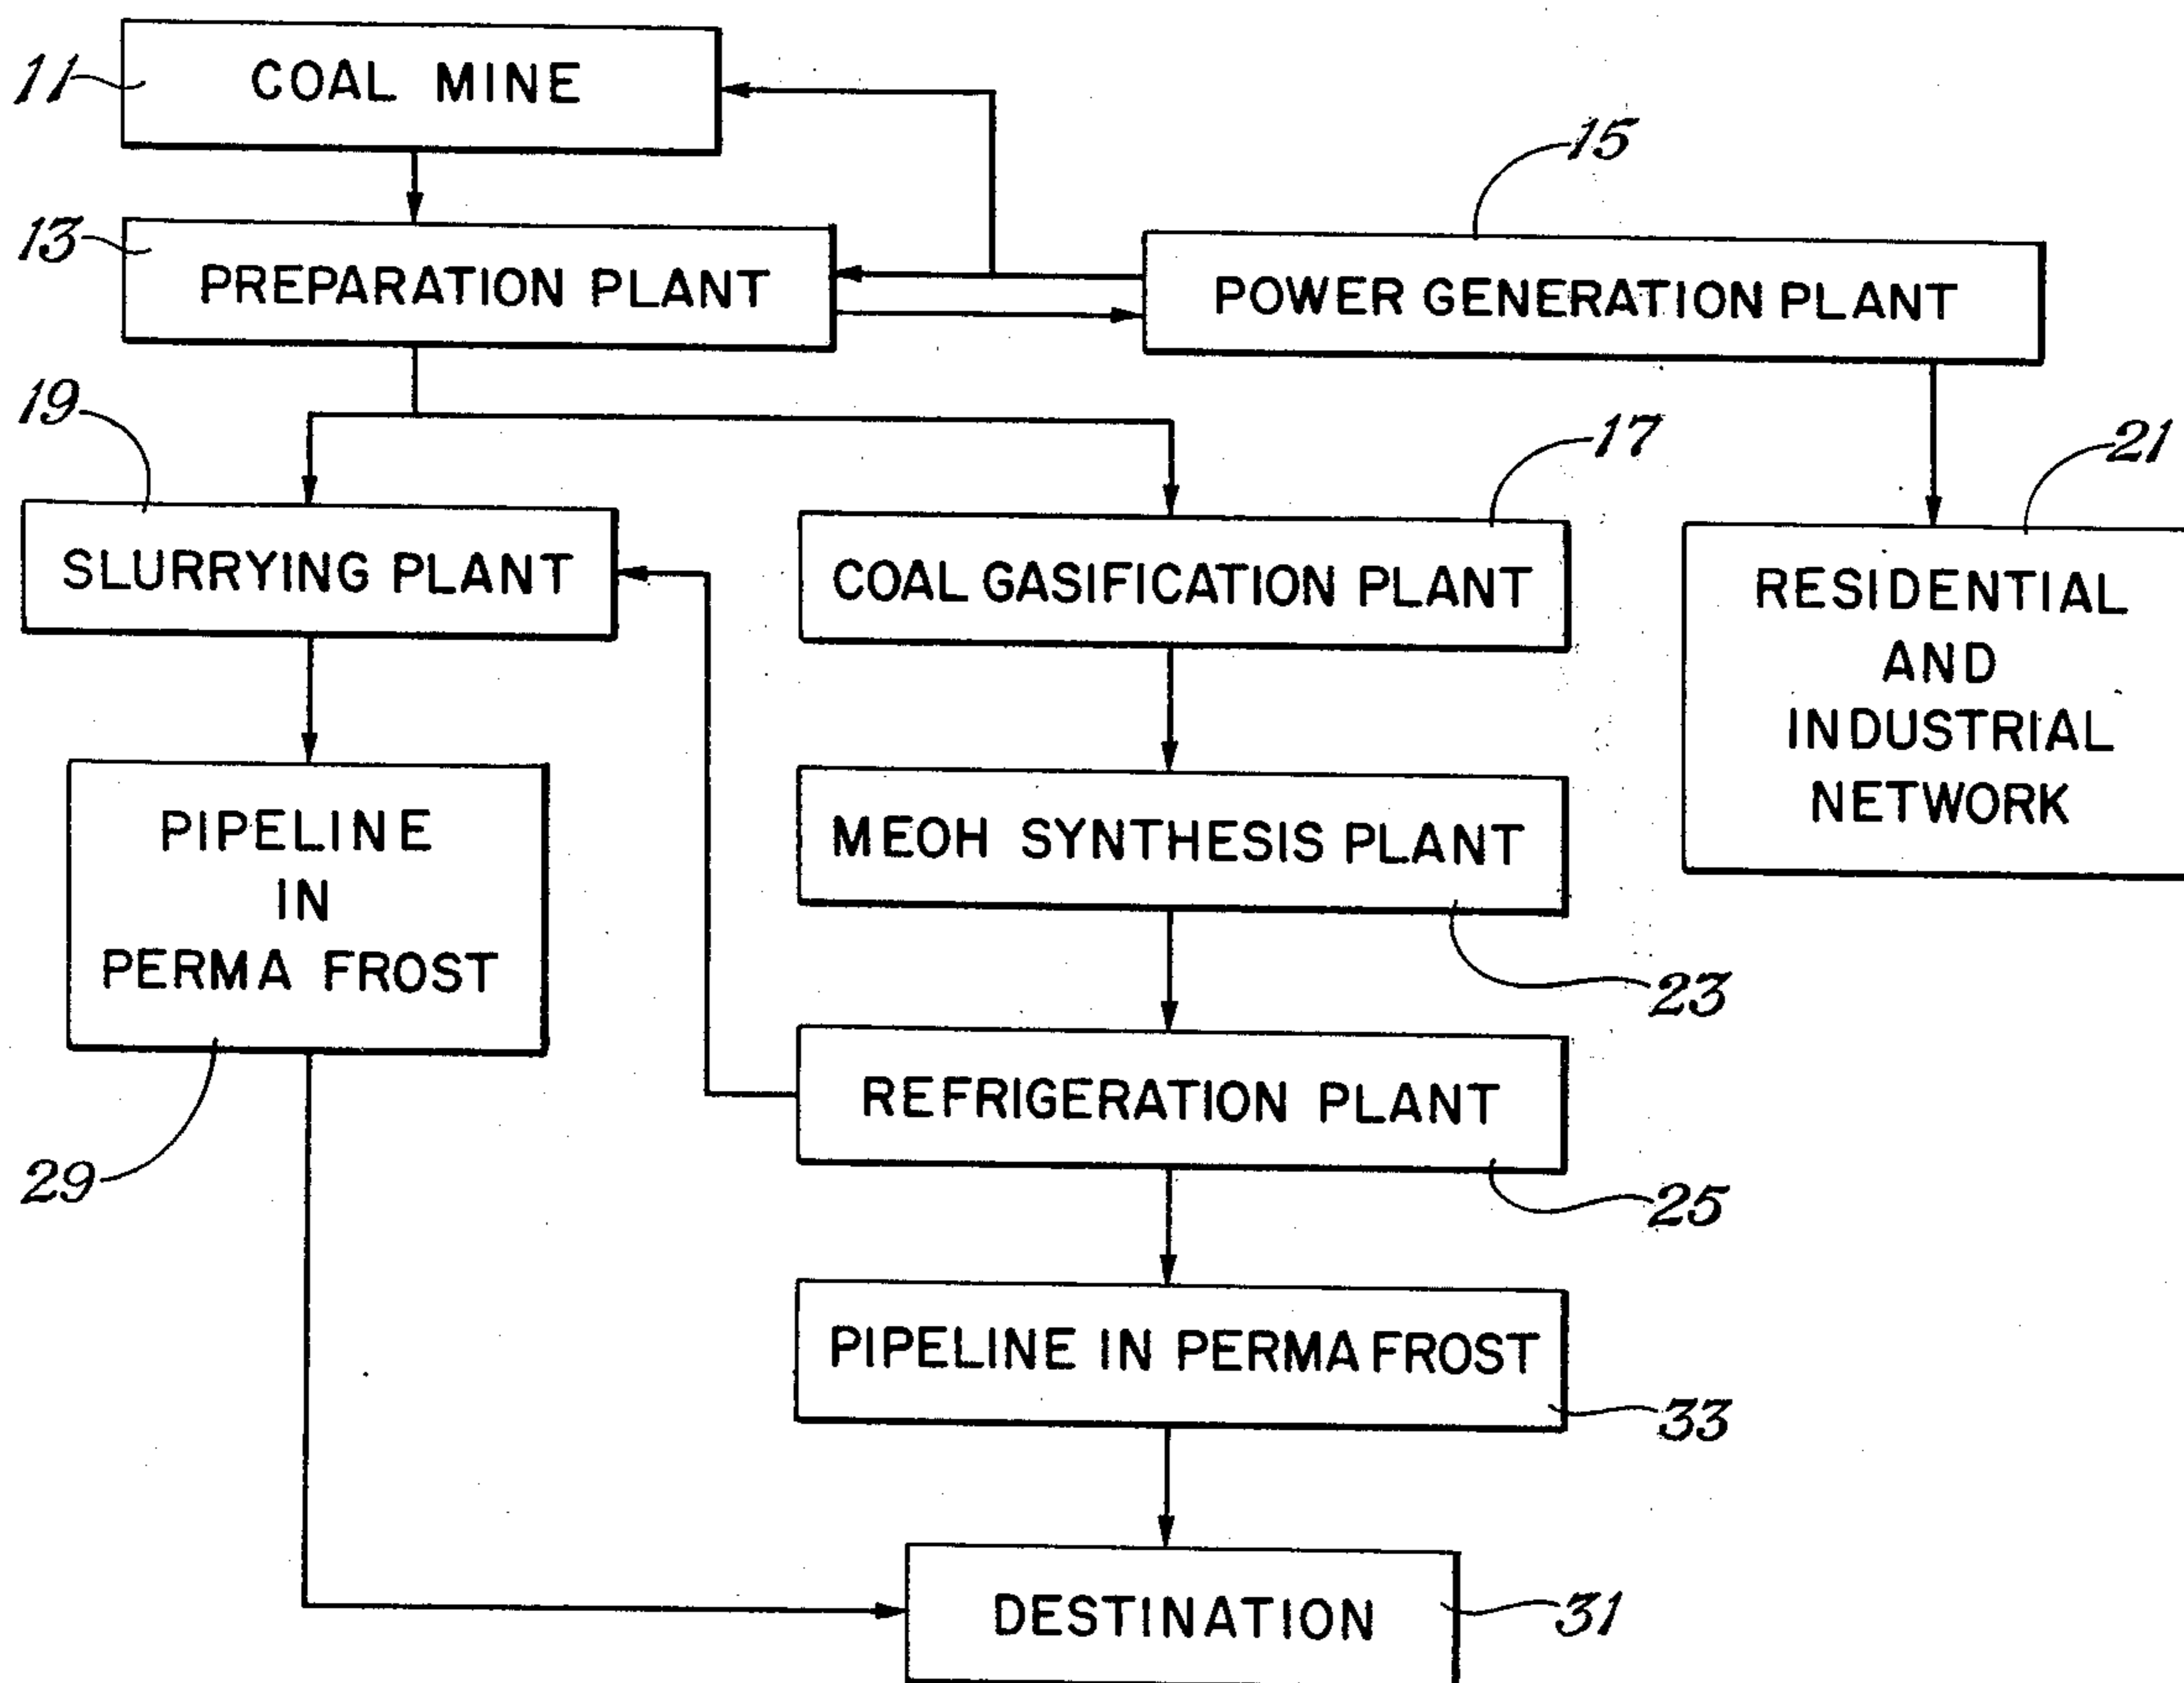 11
COAL MINE
15
13
PREPARATION PLANT
POWER GENERATION PLANT
19
17
21
SLURRYING PLANT
COAL GASIFICATION PLANT
RESIDENTIAL
AND
INDUSTRIAL
NETWORK
PIPELINE
IN
PERMA FROST
MEOH SYNTHESIS PLANT
23
REFRIGERATION PLANT
29
25
PIPELINE IN PERMAFROST
33
DESTINATION
31